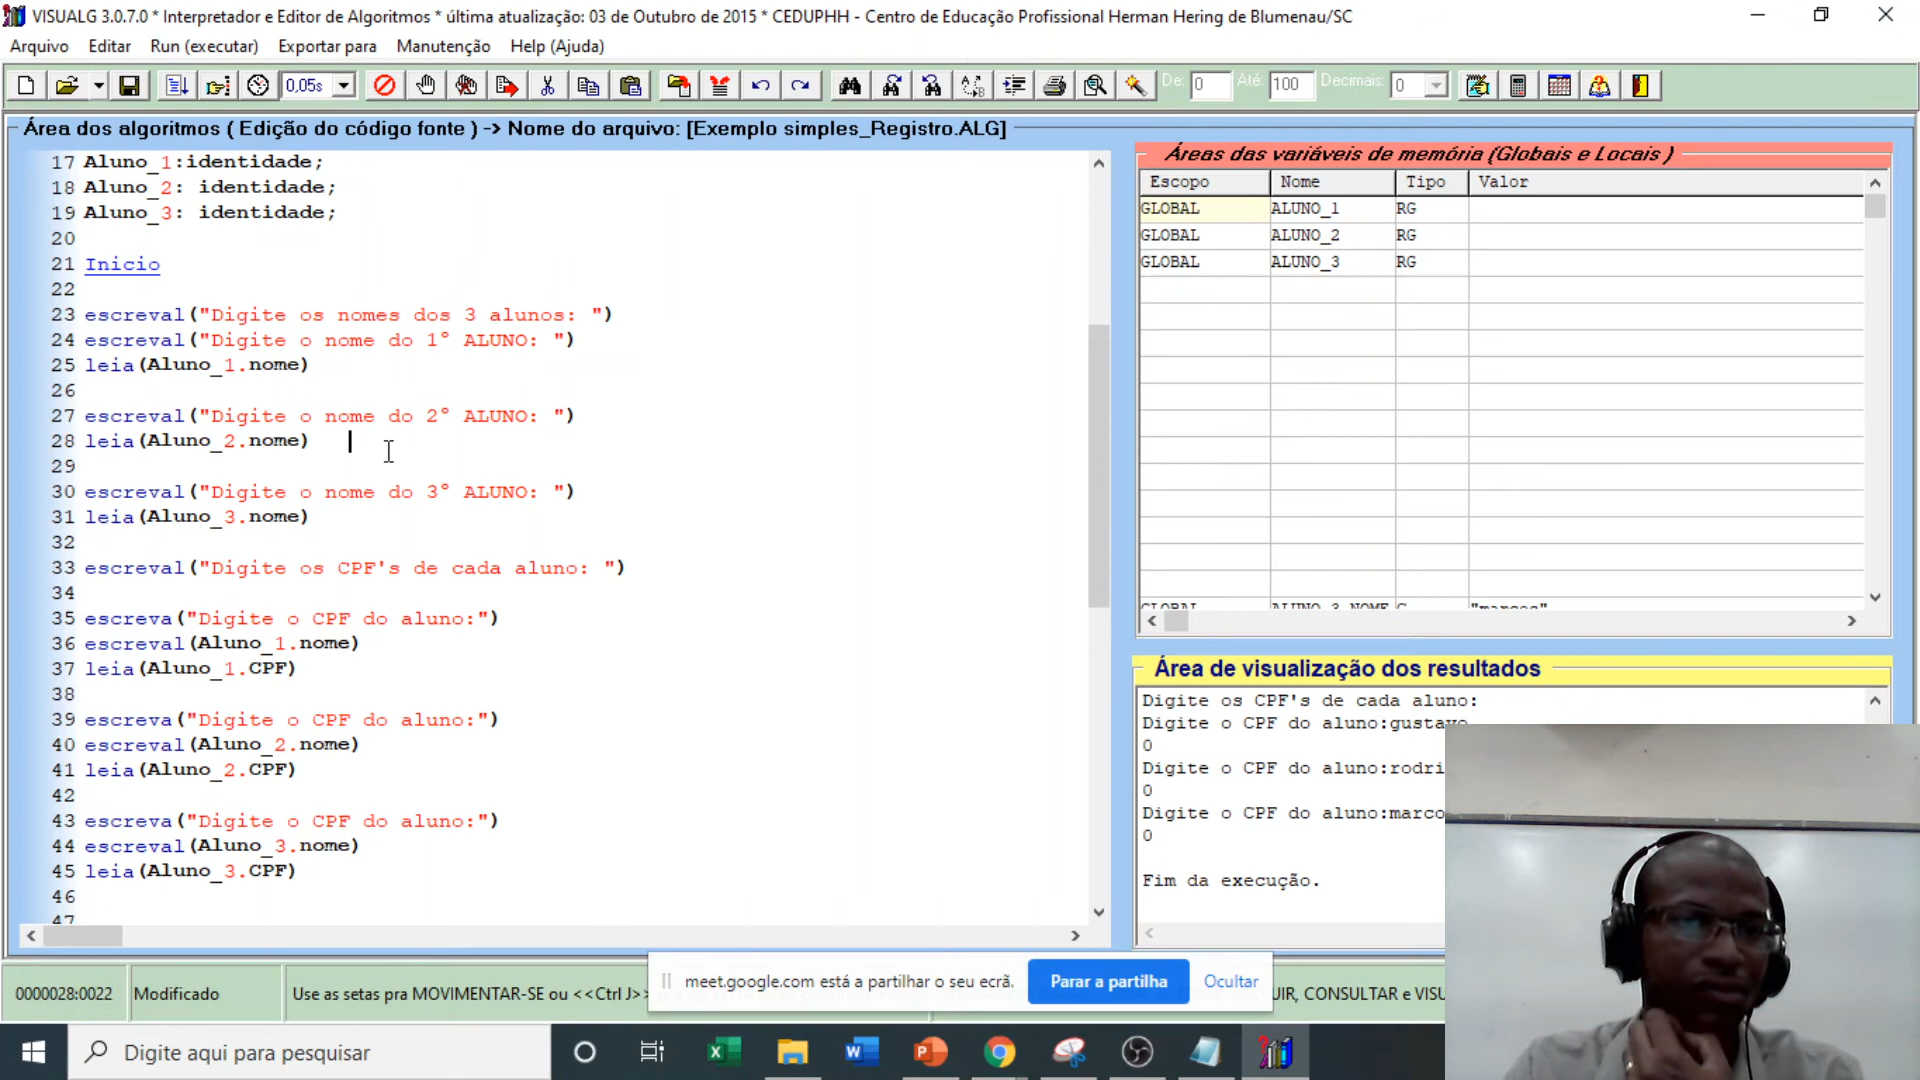 VISUALG 3.0.7.0 * Interpretador e Editor de Algoritmos * última atualização: 03 de Outubro de 2015 * CEDUPHH - Centro de Educação Profissional Herman Hering de Blumenau/SC
Arquivo Editar Run (executar) Exportar para Manutenção Help (Ajuda)
0,05s De: 0 Até: 100 Decimais: 0
Área dos algoritmos ( Edição do código fonte ) -> Nome do arquivo: [Exemplo simples_Registro.ALG]
17 Aluno_1:identidade;
18 Aluno_2: identidade;
19 Aluno_3: identidade;
20
21 Inicio
22
23 escreval("Digite os nomes dos 3 alunos: ")
24 escreval("Digite o nome do 1° ALUNO: ")
25 leia(Aluno_1.nome)
26
27 escreval("Digite o nome do 2° ALUNO: ")
28 leia(Aluno_2.nome)
29
30 escreval("Digite o nome do 3° ALUNO: ")
31 leia(Aluno_3.nome)
32
33 escreval("Digite os CPF's de cada aluno: ")
34
35 escreva("Digite o CPF do aluno:")
36 escreval(Aluno_1.nome)
37 leia(Aluno_1.CPF)
38
39 escreva("Digite o CPF do aluno:")
40 escreval(Aluno_2.nome)
41 leia(Aluno_2.CPF)
42
43 escreva("Digite o CPF do aluno:")
44 escreval(Aluno_3.nome)
45 leia(Aluno_3.CPF)
46
47
Áreas das variáveis de memória (Globais e Locais )
Escopo Nome Tipo Valor
GLOBAL ALUNO_1 RG
GLOBAL ALUNO_2 RG
GLOBAL ALUNO_3 RG
GLOBAL ALUNO_3.NOME C "marcos"
Área de visualização dos resultados
Digite os CPF's de cada aluno:
Digite o CPF do aluno:gustavo
0
Digite o CPF do aluno:rodri
0
Digite o CPF do aluno:marco
0
Fim da execução.
0000028:0022 Modificado Use as setas pra MOVIMENTAR-SE ou <<Ctrl J>>
meet.google.com está a partilhar o seu ecrã. Parar a partilha Ocultar
UIR, CONSULTAR e VISU
Digite aqui para pesquisar